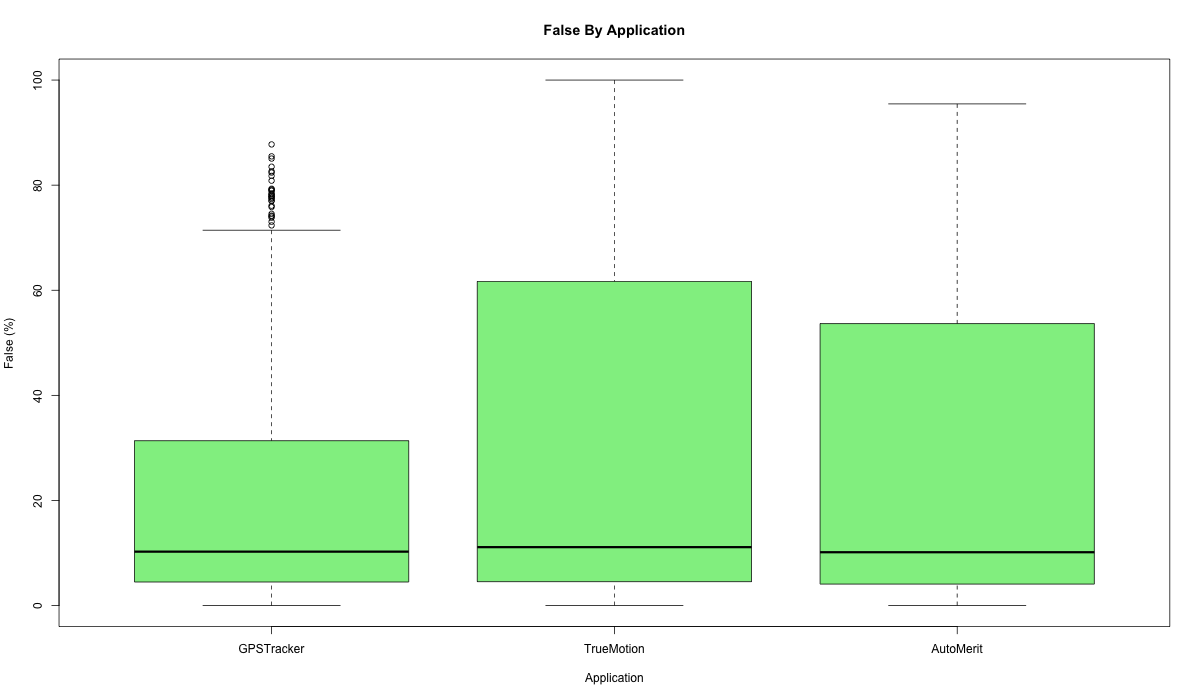 False By Application
100
80
60
40
20
0
False (%)
GPSTracker TrueMotion AutoMerit
Application